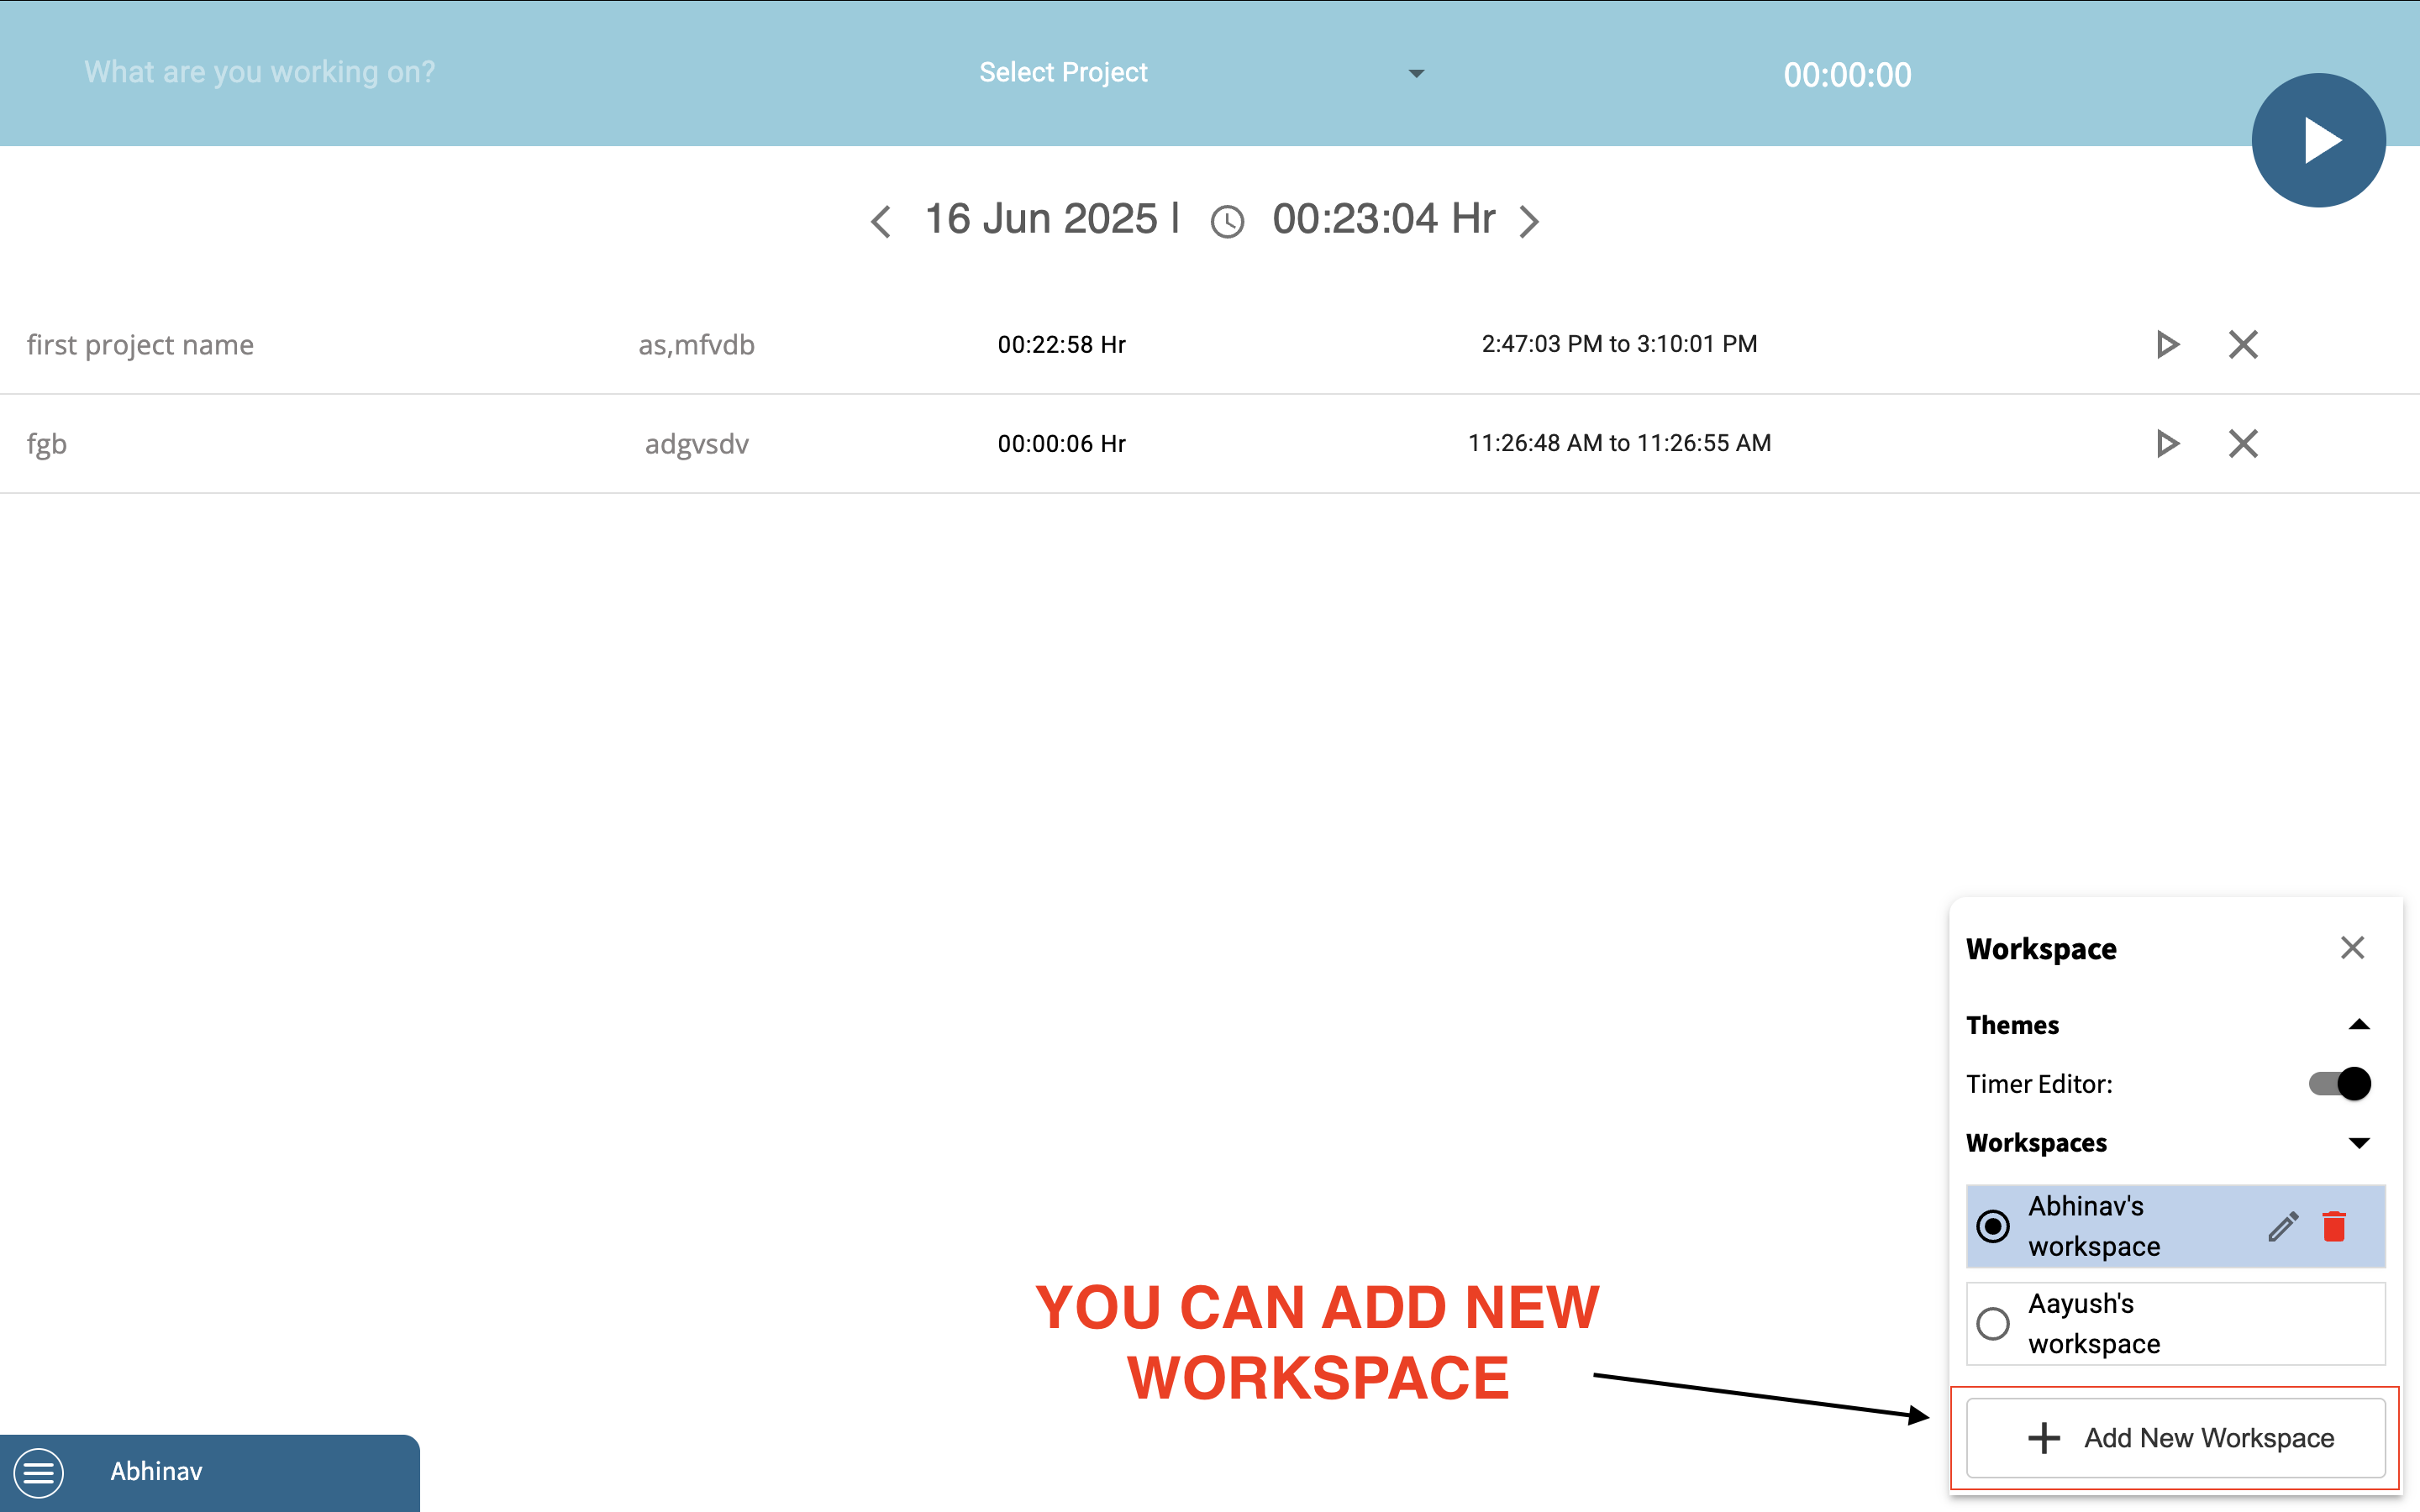 What are you working on? Select Project 00:00:00
16 Jun 2025 | 00:23:04 Hr
first project name as,mfvdb 00:22:58 Hr 2:47:03 PM to 3:10:01 PM
fgb adgvsdv 00:00:06 Hr 11:26:48 AM to 11:26:55 AM
Workspace
Themes
Timer Editor:
Workspaces
Abhinav's
workspace
Aayush's
workspace
YOU CAN ADD NEW
WORKSPACE
Add New Workspace
Abhinav